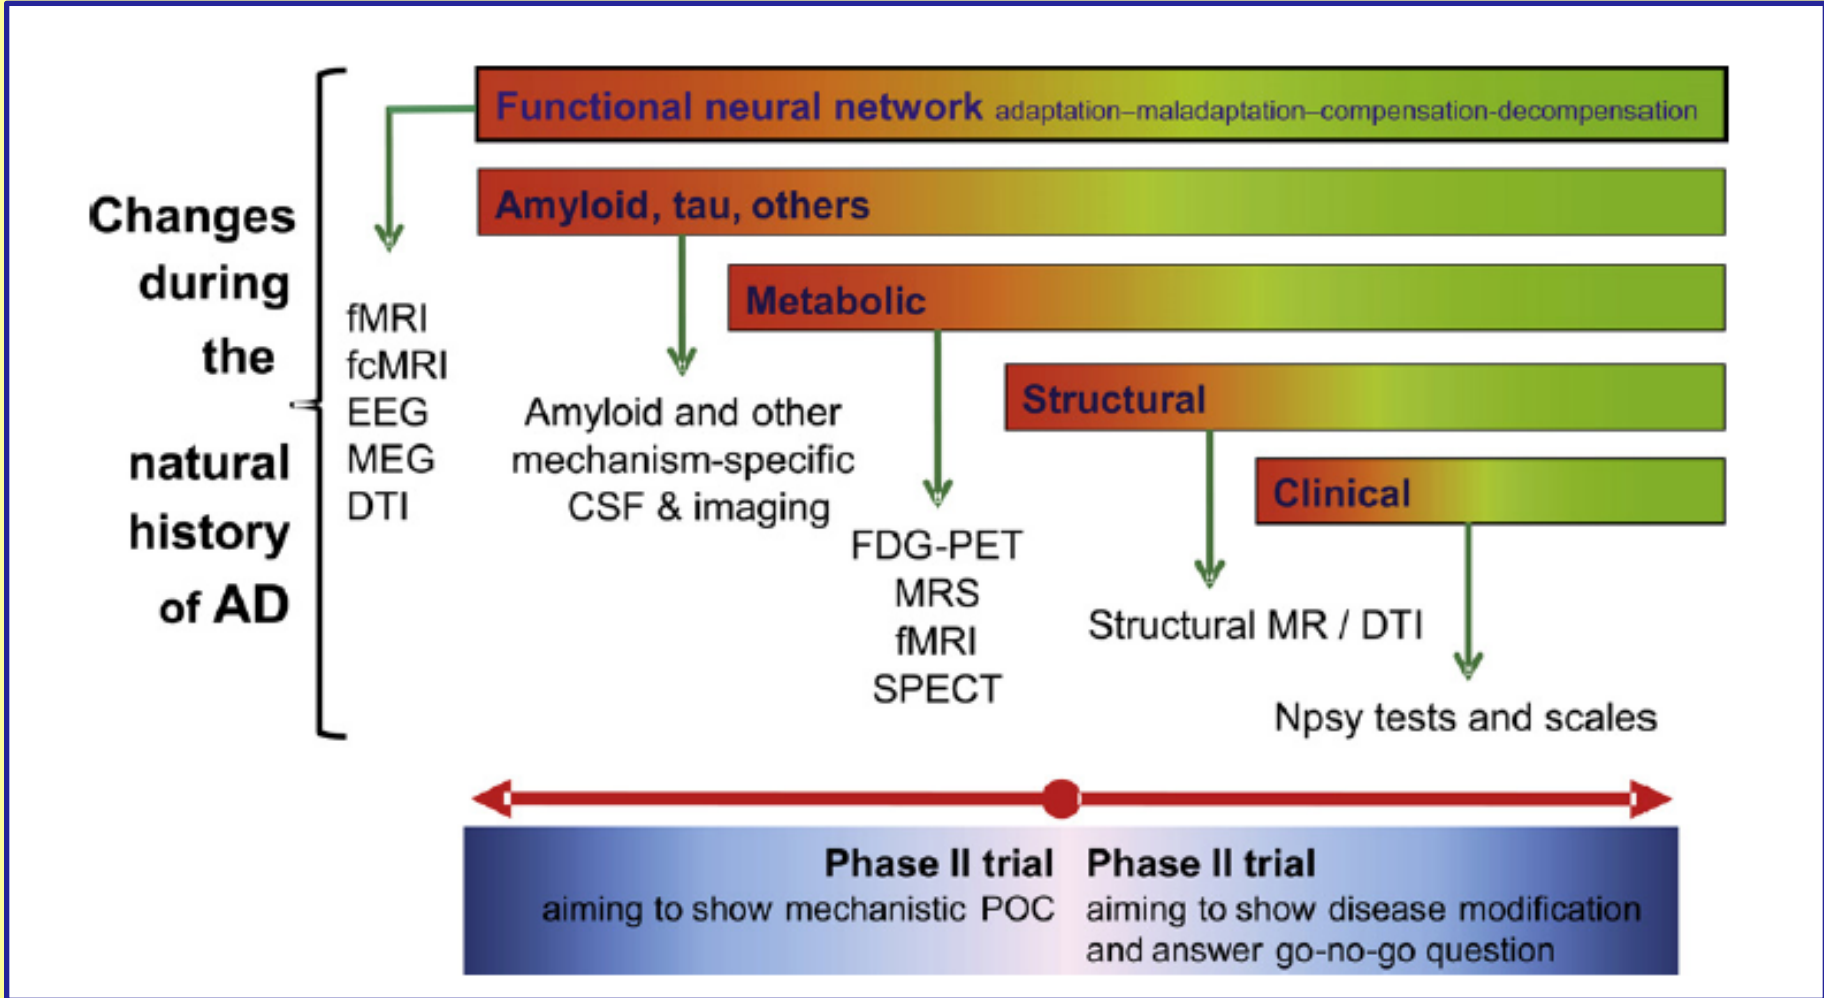 Changes
during
the
natural
history
of AD
Functional neural network adaptation–maladaptation–compensation-decompensation
fMRI
fcMRI
EEG
MEG
DTI
Amyloid, tau, others
Amyloid and other
mechanism-specific
CSF & imaging
Metabolic
FDG-PET
MRS
fMRI
SPECT
Structural
Structural MR / DTI
Clinical
Npsy tests and scales
Phase II trial
aiming to show mechanistic POC
Phase II trial
aiming to show disease modification
and answer go-no-go question